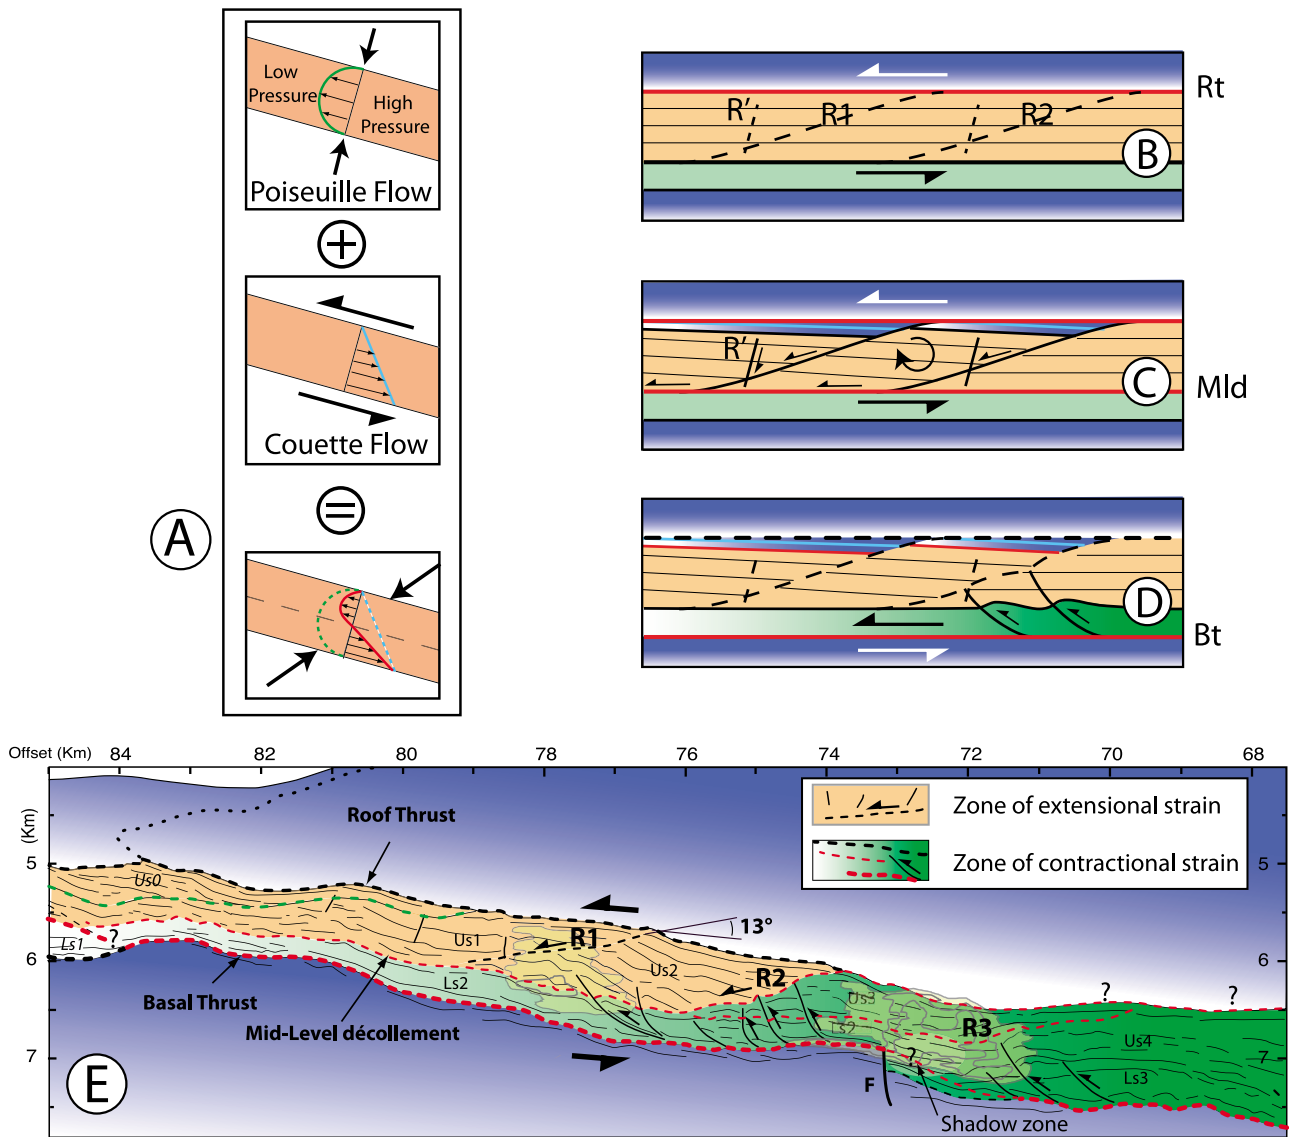 Low
Pressure
High
Pressure
Poiseuille Flow
+
Couette Flow
=
A
Rt
R'
R1
R2
B
R'
C
Mld
D
Bt
Offset (Km)
84
82
80
78
76
74
72
70
68
(Km)
5
6
7
5
6
7
Zone of extensional strain
Zone of contractional strain
Roof Thrust
Us0
Us1
Us2
Us3
Us4
Ls1
Ls2
Ls2
Ls3
?
?
?
?
R1
R2
R3
13°
Basal Thrust
Mid-Level décollement
F
Shadow zone
E